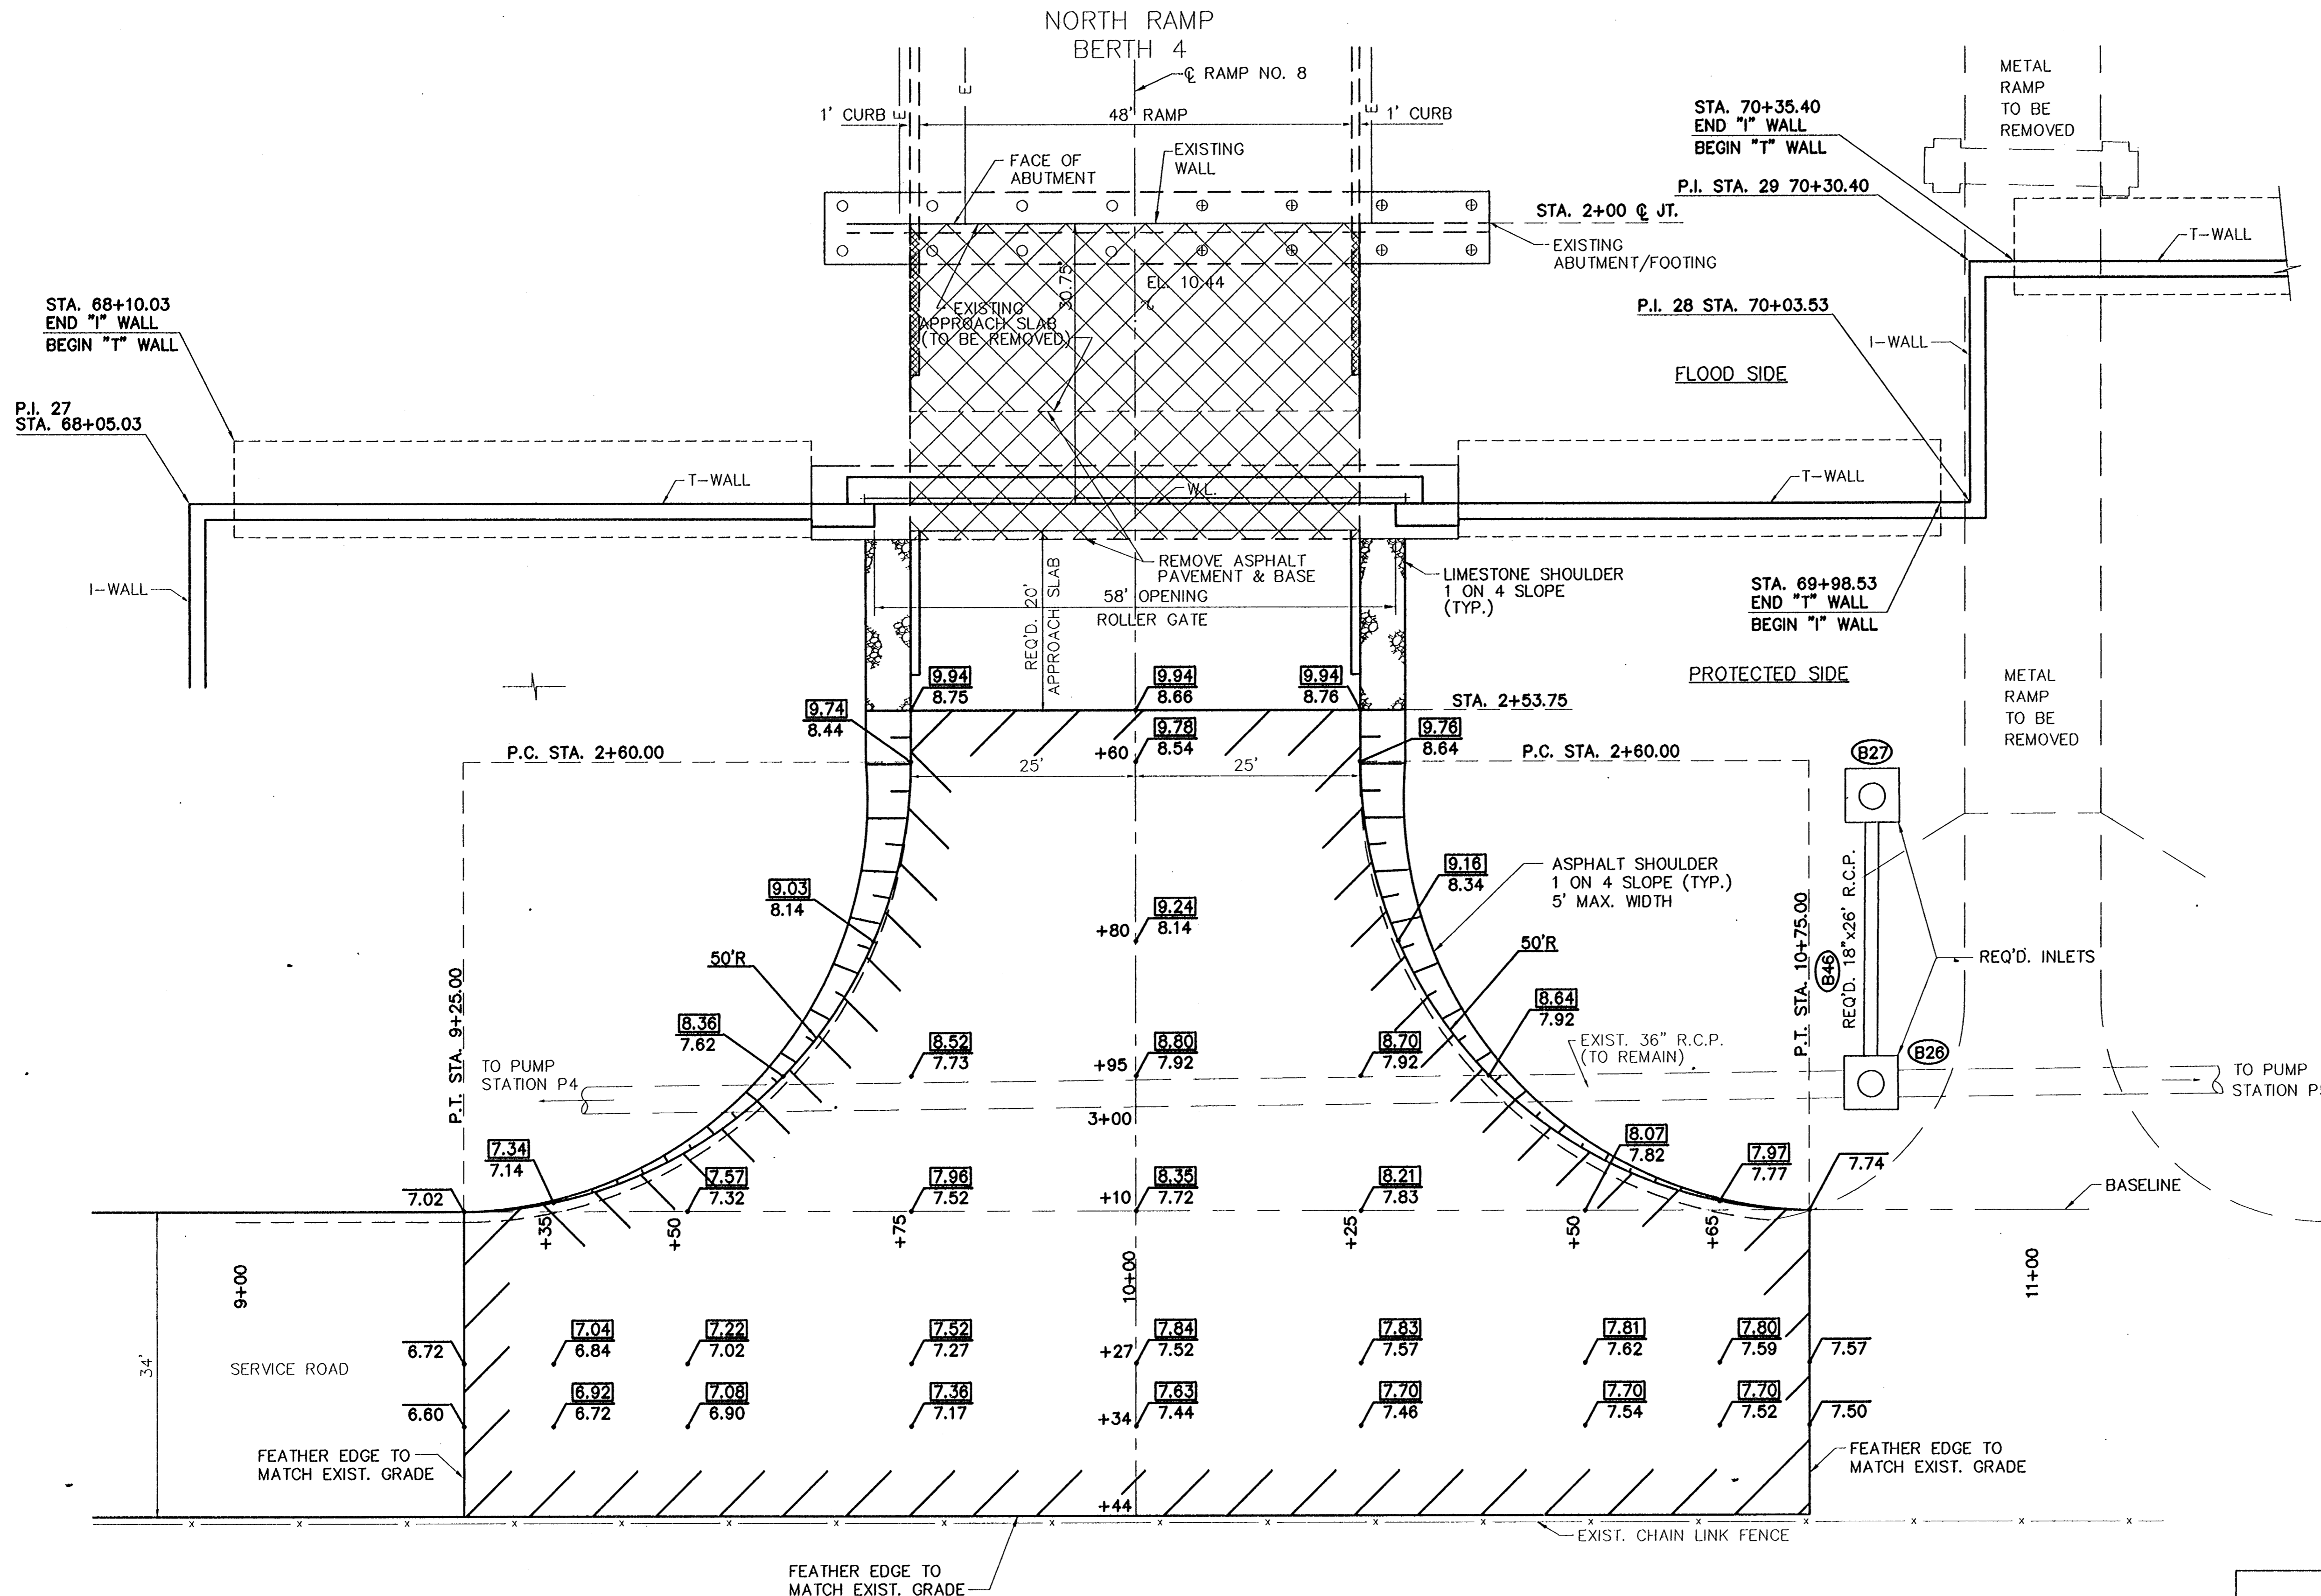 NORTH RAMP
BERTH 4
℄ RAMP NO. 8
1' CURB
E
E
48' RAMP
E
1' CURB
FACE OF
ABUTMENT
EXISTING
WALL
STA. 2+00 ℄ JT.
EXISTING
ABUTMENT/FOOTING
30.75'
EL. 10.44
EXISTING
APPROACH SLAB
(TO BE REMOVED)
METAL
RAMP
TO BE
REMOVED
STA. 70+35.40
END "I" WALL
BEGIN "T" WALL
P.I. STA. 29 70+30.40
T-WALL
P.I. 28 STA. 70+03.53
I-WALL
FLOOD SIDE
STA. 68+10.03
END "I" WALL
BEGIN "T" WALL
P.I. 27
STA. 68+05.03
T-WALL
W.L.
T-WALL
I-WALL
REMOVE ASPHALT
PAVEMENT & BASE
REQ'D. 20'
APPROACH SLAB
58' OPENING
ROLLER GATE
LIMESTONE SHOULDER
1 ON 4 SLOPE
(TYP.)
STA. 69+98.53
END "T" WALL
BEGIN "I" WALL
PROTECTED SIDE
METAL
RAMP
TO BE
REMOVED
9.94
8.75
9.94
8.66
9.94
8.76
STA. 2+53.75
9.74
8.44
9.78
8.54
+60
9.76
8.64
P.C. STA. 2+60.00
P.C. STA. 2+60.00
25'
25'
B27
9.03
8.14
9.24
8.14
+80
9.16
8.34
ASPHALT SHOULDER
1 ON 4 SLOPE (TYP.)
5' MAX. WIDTH
50'R
50'R
P.T. STA. 9+25.00
P.T. STA. 10+75.00
B46
REQ'D. 18"x26' R.C.P.
REQ'D. INLETS
8.36
7.62
8.52
7.73
+95
8.80
7.92
8.70
7.92
8.64
7.92
EXIST. 36" R.C.P.
(TO REMAIN)
B26
TO PUMP
STATION P4
TO PUMP
3+00
7.34
7.14
7.02
7.57
7.32
7.96
7.52
+10
8.35
7.72
8.21
7.83
8.07
7.82
7.97
7.77
7.74
BASELINE
9+00
+35
+50
+75
10+00
+25
+50
+65
11+00
34'
SERVICE ROAD
6.72
7.04
6.84
7.22
7.02
7.52
7.27
+27
7.84
7.52
7.83
7.57
7.81
7.62
7.80
7.59
7.57
6.60
6.92
6.72
7.08
6.90
7.36
7.17
+34
7.63
7.44
7.70
7.46
7.70
7.54
7.70
7.52
7.50
FEATHER EDGE TO
MATCH EXIST. GRADE
FEATHER EDGE TO
MATCH EXIST. GRADE
+44
EXIST. CHAIN LINK FENCE
FEATHER EDGE TO
MATCH EXIST. GRADE